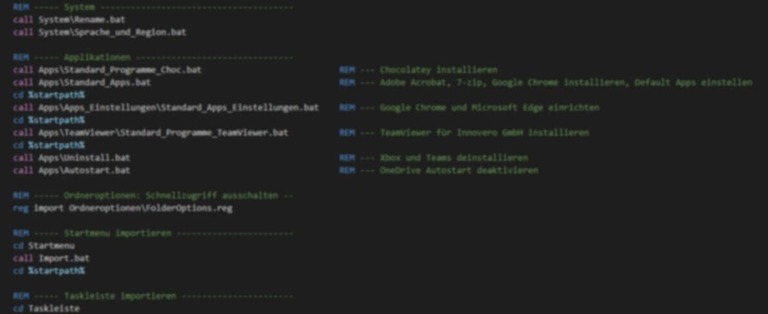 REM ----- System --------------------------------------
call System\Rename.bat
call System\Sprache_und_Region.bat
REM ----- Applikationen -------------------------------
call Apps\Standard_Programme_Choc.bat REM --- Chocolatey installieren
call Apps\Standard_Apps.bat REM --- Adobe Acrobat, 7-zip, Google Chrome installieren, Default Apps einstellen
cd %startpath%
call Apps\Apps_Einstellungen\Standard_Apps_Einstellungen.bat REM --- Google Chrome und Microsoft Edge einrichten
cd %startpath%
call Apps\TeamViewer\Standard_Programme_TeamViewer.bat REM --- TeamViewer für Innovero GmbH installieren
cd %startpath%
call Apps\Uninstall.bat REM --- Xbox und Teams deinstallieren
call Apps\Autostart.bat REM --- OneDrive Autostart deaktivieren
REM ----- Ordneroptionen: Schnellzugriff ausschalten --
reg import Ordneroptionen\FolderOptions.reg
REM ----- Startmenu importieren -----------------------
cd Startmenu
call Import.bat
cd %startpath%
REM ----- Taskleiste importieren ----------------------
cd Taskleiste